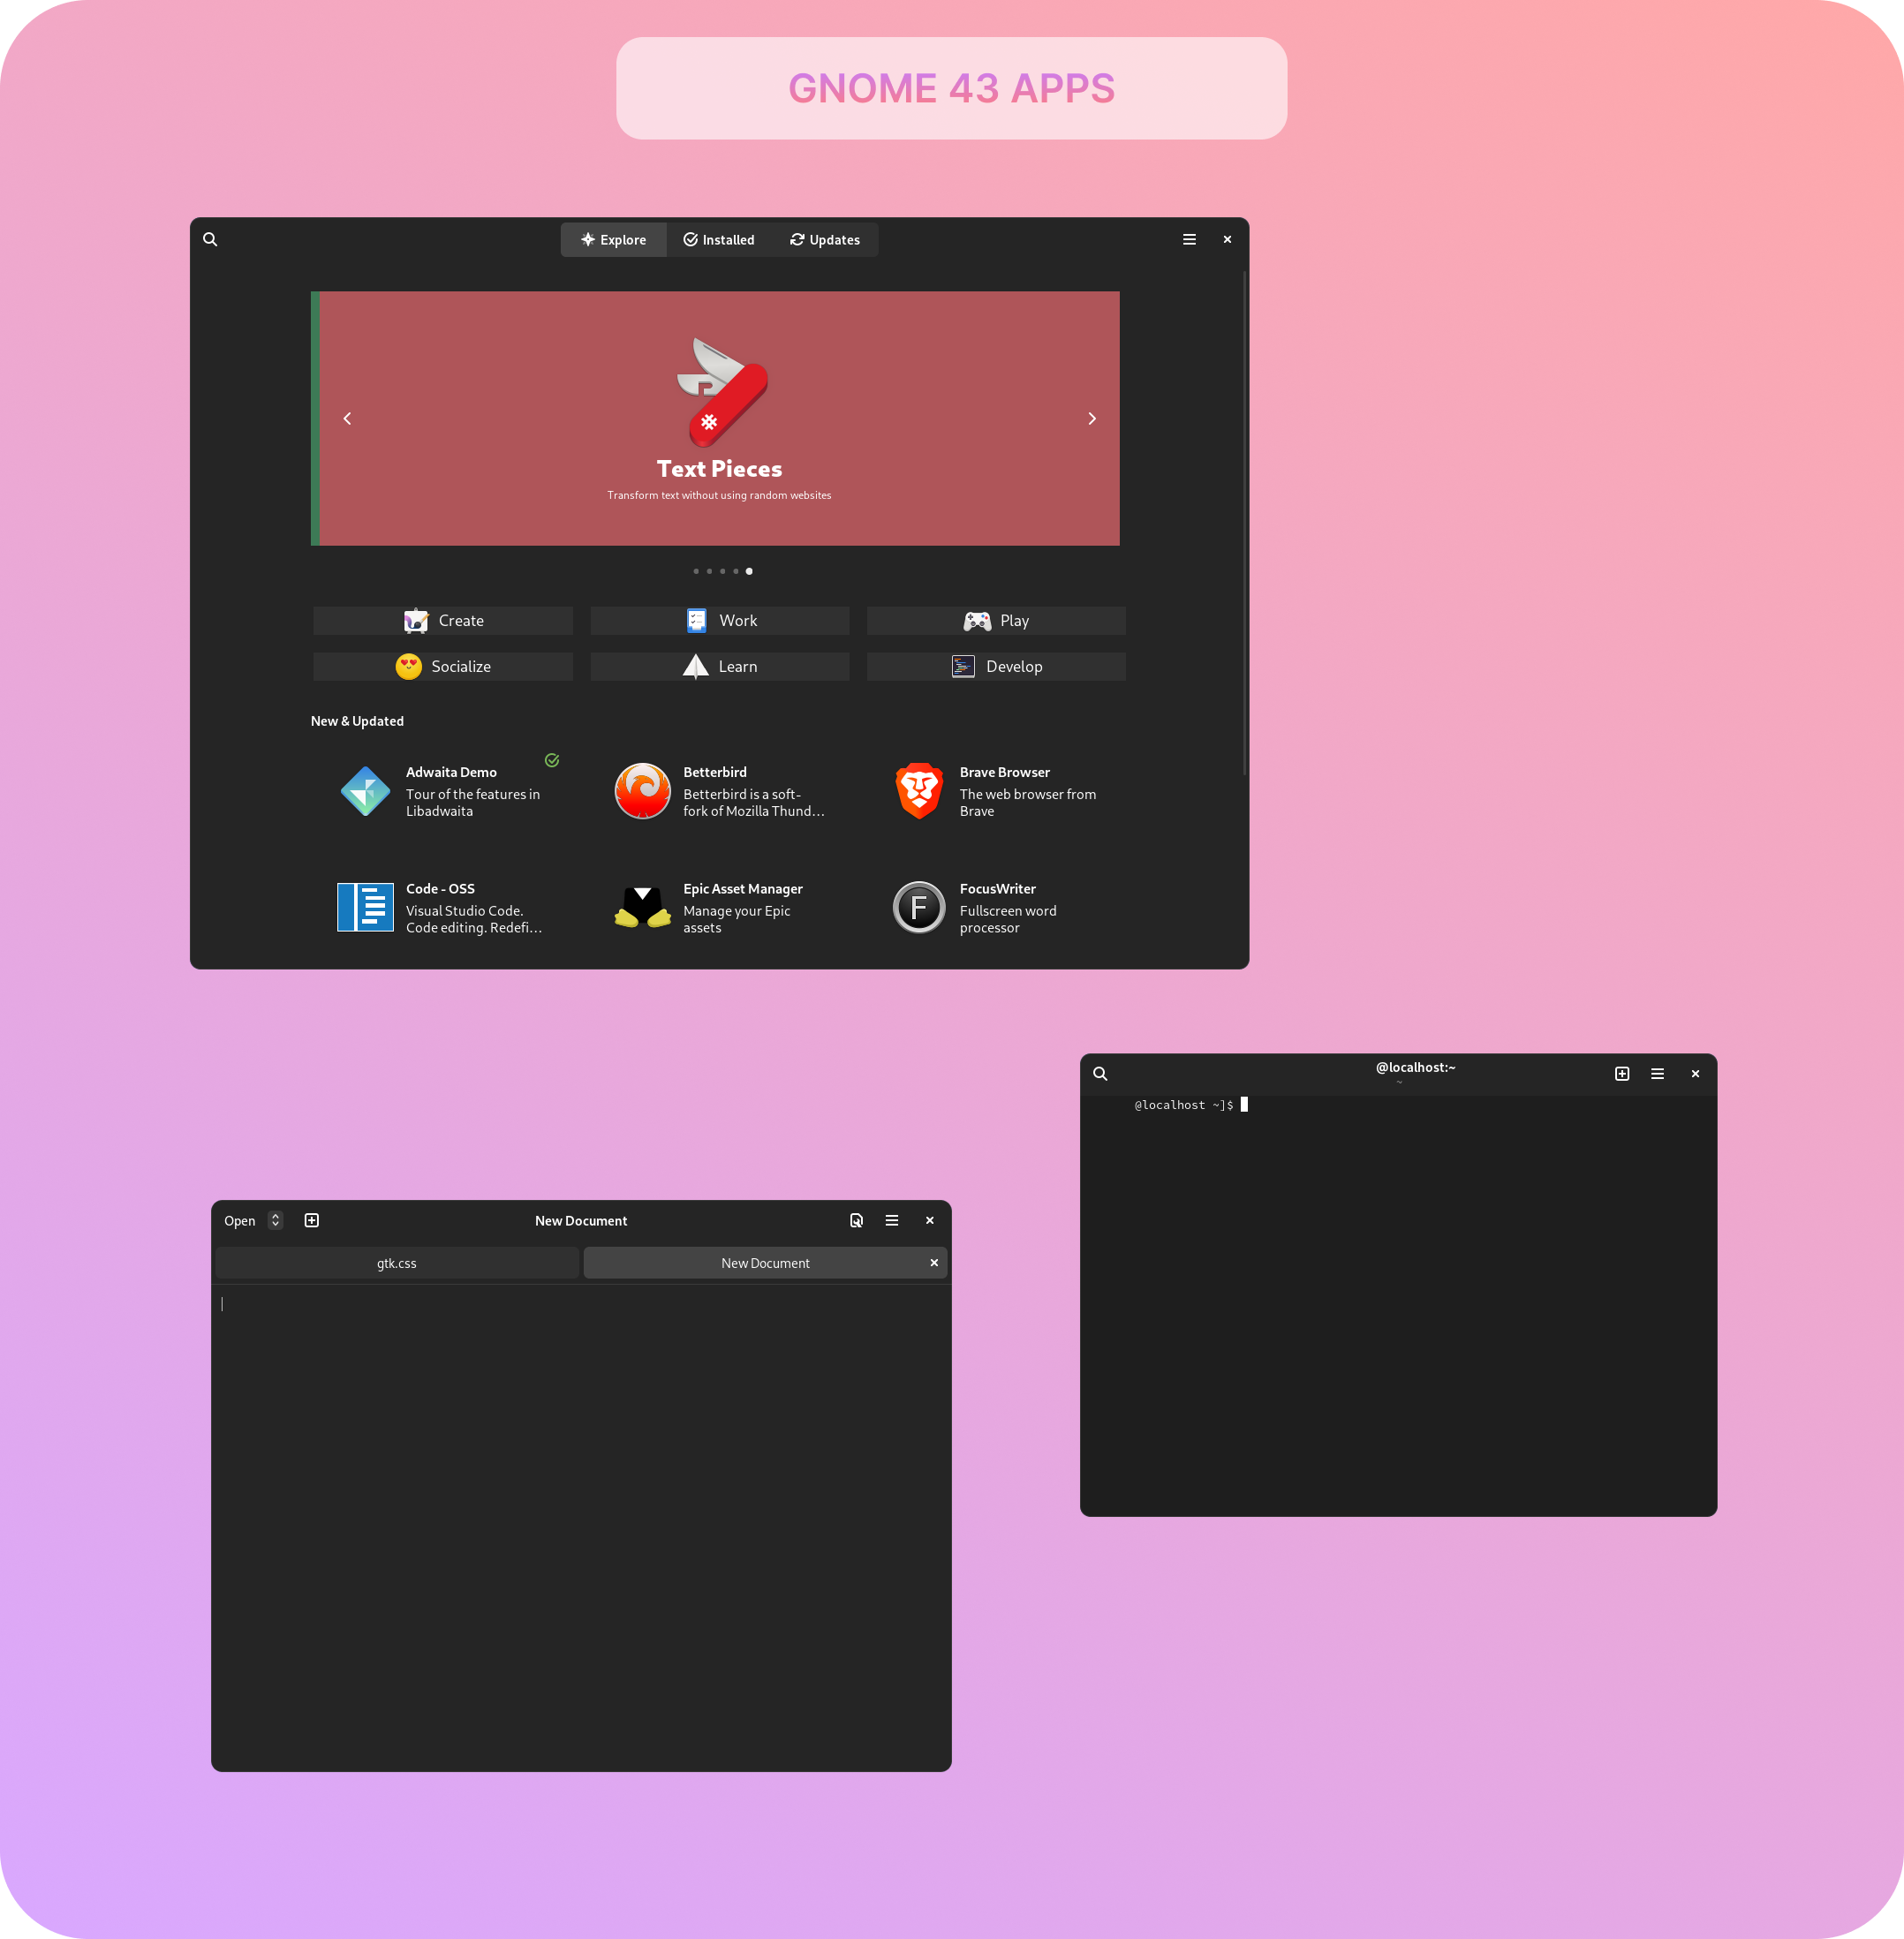 GNOME 43 APPS
Explore Installed Updates
Text Pieces
Transform text without using random websites
Create Work Play
Socialize Learn Develop
New & Updated
Adwaita Demo
Tour of the features in
Libadwaita
Betterbird
Betterbird is a soft-
fork of Mozilla Thund…
Brave Browser
The web browser from
Brave
Code - OSS
Visual Studio Code.
Code editing. Redefi…
Epic Asset Manager
Manage your Epic
assets
F
FocusWriter
Fullscreen word
processor
@localhost:~
~
@localhost ~]$
Open New Document
gtk.css New Document